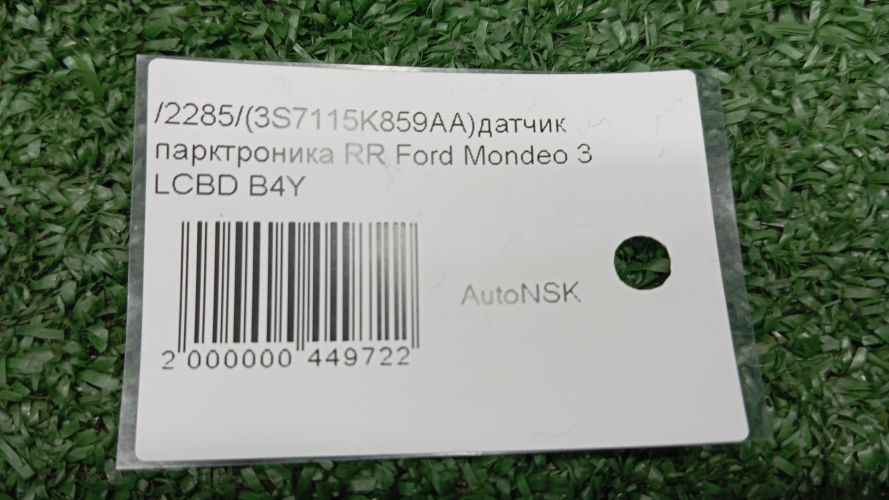 /2285/(3S7115K859AA)датчик
парктроника RR Ford Mondeo 3
LCBD B4Y
AutoNSK
2 000000 449722